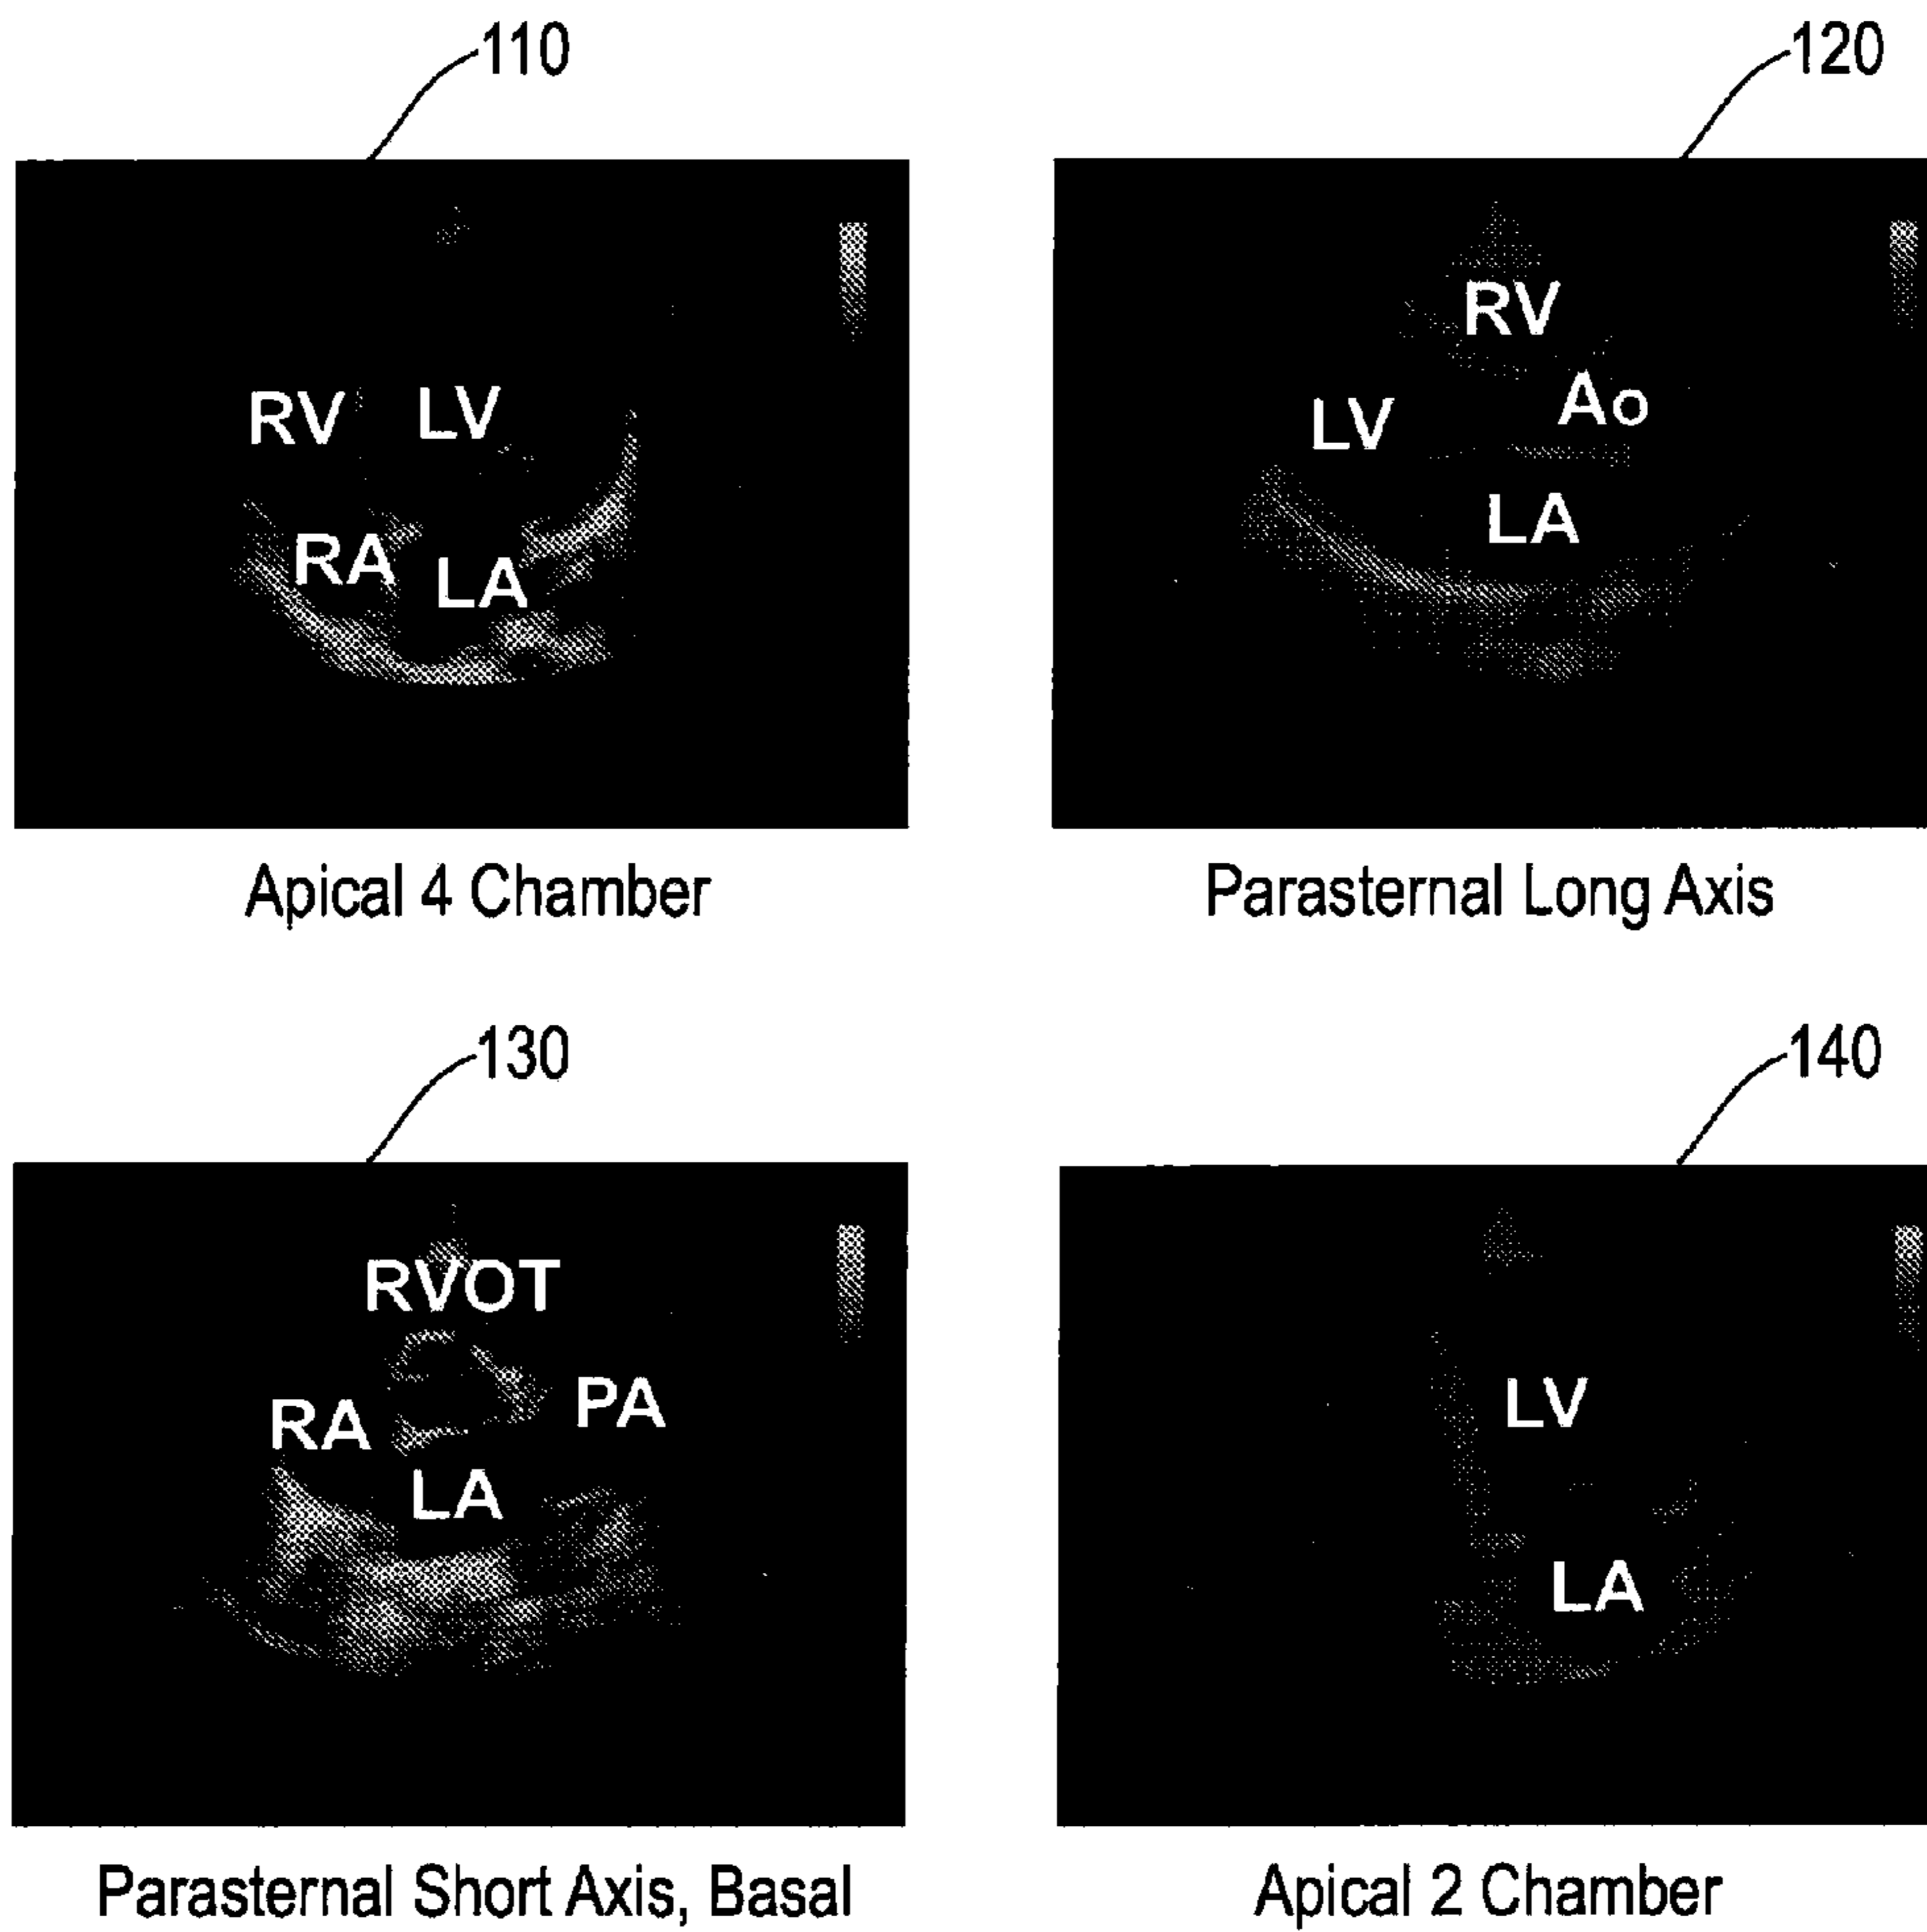 110
120
RV LV
RA LA
RV
LV Ao
LA
Apical 4 Chamber
Parasternal Long Axis
130
140
RVOT
RA PA
LA
LV
LA
Parasternal Short Axis, Basal
Apical 2 Chamber